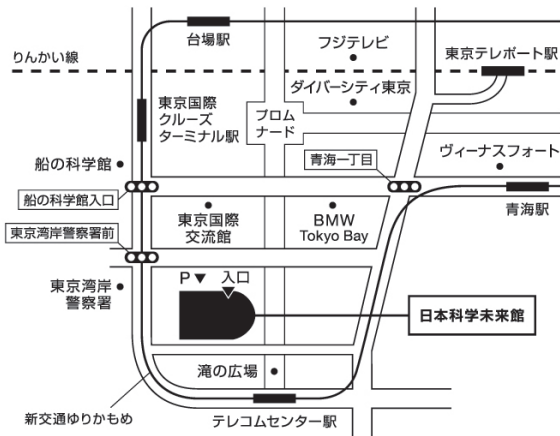 台場駅
フジテレビ
東京テレポート駅
りんかい線
ダイバーシティ東京
東京国際
クルーズ
ターミナル駅
プロム
ナード
船の科学館
青海一丁目
ヴィーナスフォート
船の科学館入口
東京国際
交流館
BMW
Tokyo Bay
青海駅
東京湾岸警察署前
P
入口
東京湾岸
警察署
日本科学未来館
滝の広場
新交通ゆりかもめ
テレコムセンター駅